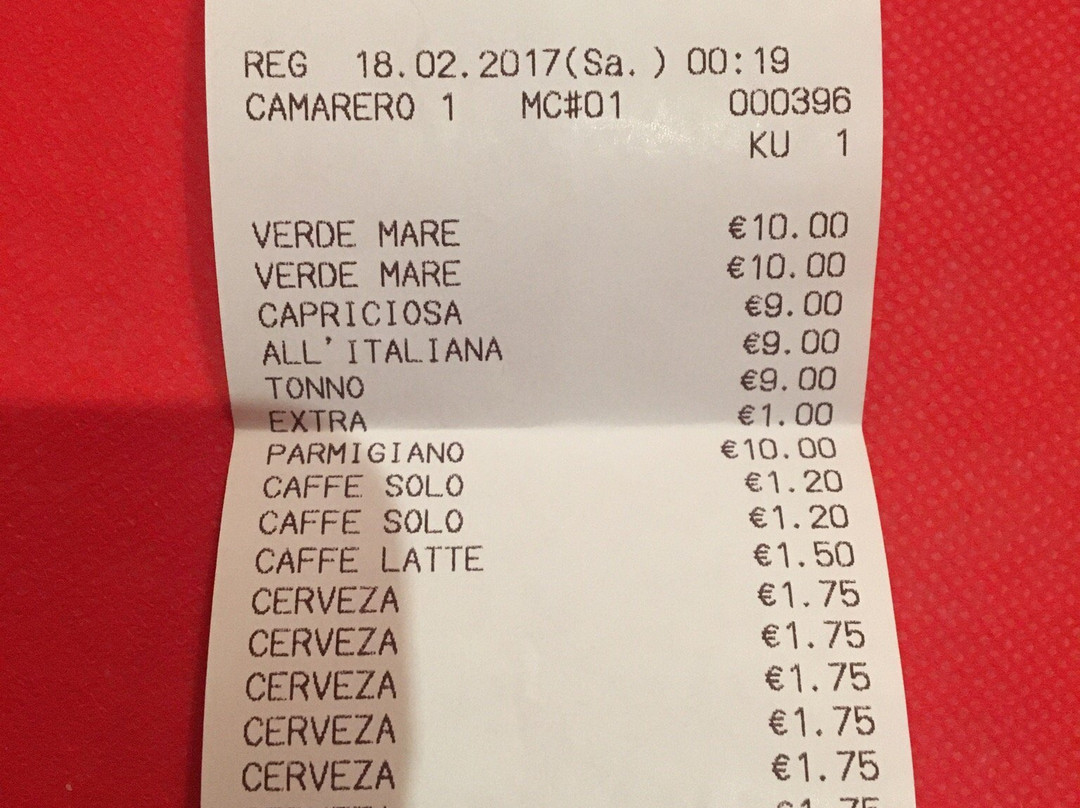 REG 18.02.2017(Sa. ) 00:19
CAMARERO 1 MC#01 000396
KU 1
VERDE MARE €10.00
VERDE MARE €10.00
CAPRICIOSA €9.00
ALL'ITALIANA €9.00
TONNO €9.00
EXTRA €1.00
PARMIGIANO €10.00
CAFFE SOLO €1.20
CAFFE SOLO €1.20
CAFFE LATTE €1.50
CERVEZA €1.75
CERVEZA €1.75
CERVEZA €1.75
CERVEZA €1.75
CERVEZA €1.75